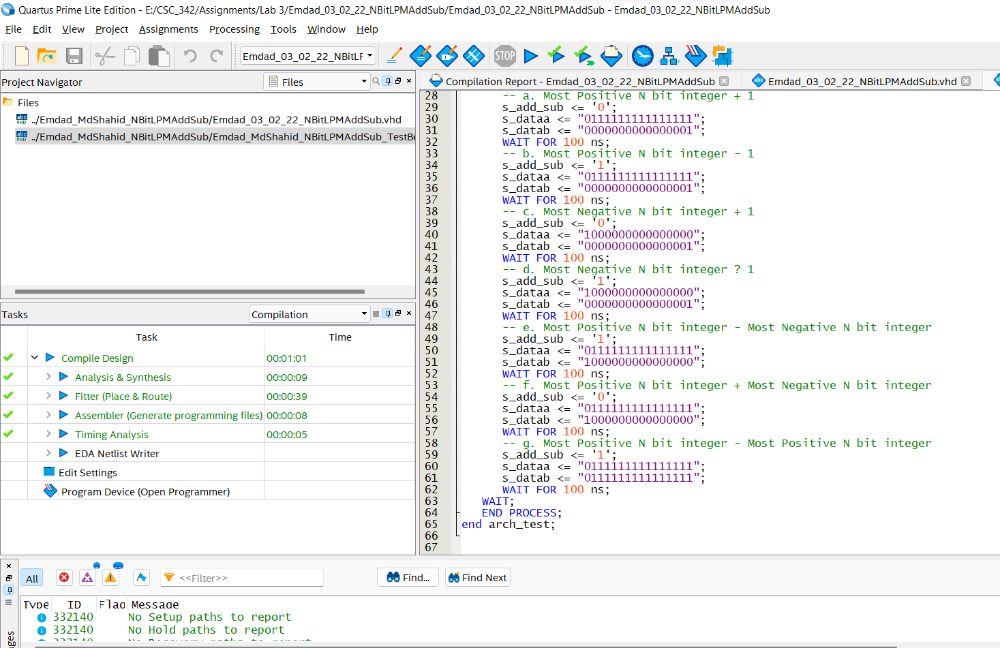 Quartus Prime Lite Edition - E:/CSC_342/Assignments/Lab 3/Emdad_03_02_22_NBitLPMAddSub/Emdad_03_02_22_NBitLPMAddSub - Emdad_03_02_22_NBitLPMAddSub
File Edit View Project Assignments Processing Tools Window Help
Emdad_03_02_22_NBitLF STOP
Project Navigator Files
Files
../Emdad_MdShahid_NBitLPMAddSub/Emdad_03_02_22_NBitLPMAddSub.vhd
../Emdad_MdShahid_NBitLPMAddSub/Emdad_MdShahid_NBitLPMAddSub_TestBe
Tasks Compilation
Task Time
Compile Design 00:01:01
Analysis & Synthesis 00:00:09
Fitter (Place & Route) 00:00:39
Assembler (Generate programming files) 00:00:08
Timing Analysis 00:00:05
EDA Netlist Writer
Edit Settings
Program Device (Open Programmer)
Compilation Report - Emdad_03_02_22_NBitLPMAddSub Emdad_03_02_22_NBitLPMAddSub.vhd
28 -- a. Most Positive N bit integer + 1
29 s_add_sub <= '0';
30 s_dataa <= "0111111111111111";
31 s_datab <= "0000000000000001";
32 WAIT FOR 100 ns;
33 -- b. Most Positive N bit integer - 1
34 s_add_sub <= '1';
35 s_dataa <= "0111111111111111";
36 s_datab <= "0000000000000001";
37 WAIT FOR 100 ns;
38 -- c. Most Negative N bit integer + 1
39 s_add_sub <= '0';
40 s_dataa <= "1000000000000000";
41 s_datab <= "0000000000000001";
42 WAIT FOR 100 ns;
43 -- d. Most Negative N bit integer ? 1
44 s_add_sub <= '1';
45 s_dataa <= "1000000000000000";
46 s_datab <= "0000000000000001";
47 WAIT FOR 100 ns;
48 -- e. Most Positive N bit integer - Most Negative N bit integer
49 s_add_sub <= '1';
50 s_dataa <= "0111111111111111";
51 s_datab <= "1000000000000000";
52 WAIT FOR 100 ns;
53 -- f. Most Positive N bit integer + Most Negative N bit integer
54 s_add_sub <= '0';
55 s_dataa <= "0111111111111111";
56 s_datab <= "1000000000000000";
57 WAIT FOR 100 ns;
58 -- g. Most Positive N bit integer - Most Positive N bit integer
59 s_add_sub <= '1';
60 s_dataa <= "0111111111111111";
61 s_datab <= "0111111111111111";
62 WAIT FOR 100 ns;
63 WAIT;
64 END PROCESS;
65 end arch_test;
66
67
All <<Filter>> Find... Find Next
Type ID Flag Message
332140 No Setup paths to report
332140 No Hold paths to report
332140 No Recovery paths to report